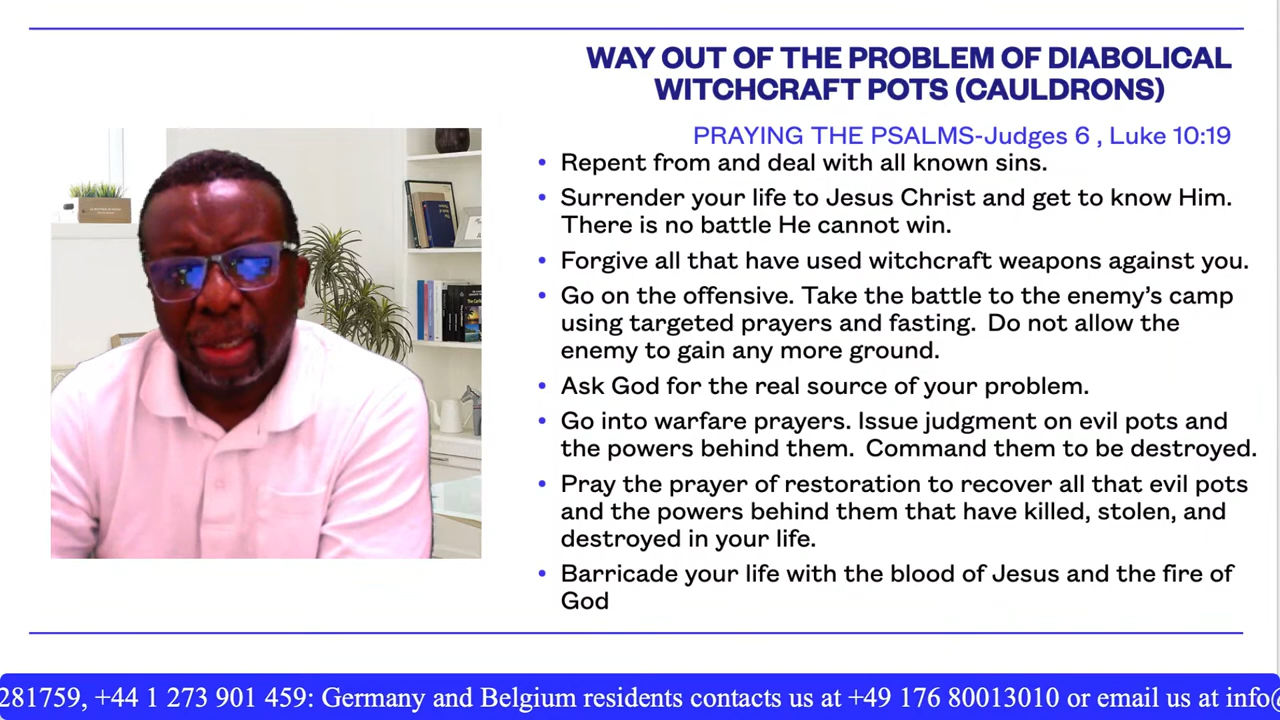 WAY OUT OF THE PROBLEM OF DIABOLICAL
WITCHCRAFT POTS (CAULDRONS)
PRAYING THE PSALMS-Judges 6 , Luke 10:19
• Repent from and deal with all known sins.
• Surrender your life to Jesus Christ and get to know Him.
There is no battle He cannot win.
• Forgive all that have used witchcraft weapons against you.
• Go on the offensive. Take the battle to the enemy's camp
using targeted prayers and fasting. Do not allow the
enemy to gain any more ground.
• Ask God for the real source of your problem.
• Go into warfare prayers. Issue judgment on evil pots and
the powers behind them. Command them to be destroyed.
• Pray the prayer of restoration to recover all that evil pots
and the powers behind them that have killed, stolen, and
destroyed in your life.
• Barricade your life with the blood of Jesus and the fire of
God
281759, +44 1 273 901 459: Germany and Belgium residents contacts us at +49 176 80013010 or email us at info@